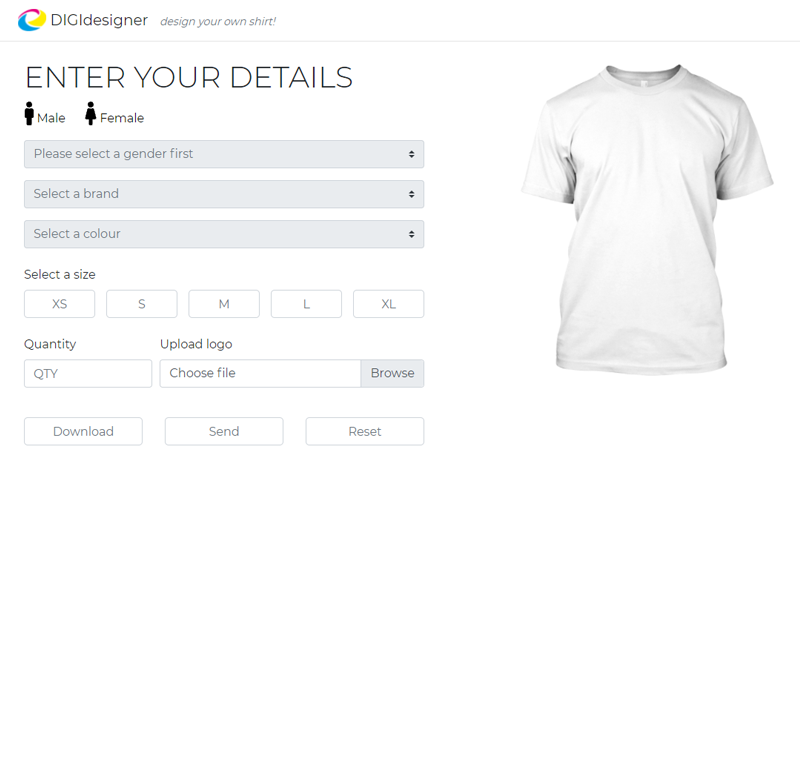 DIGIdesigner design your own shirt!
ENTER YOUR DETAILS
Male Female
Please select a gender first
Select a brand
Select a colour
Select a size
XS S M L XL
Quantity Upload logo
QTY Choose file Browse
Download Send Reset